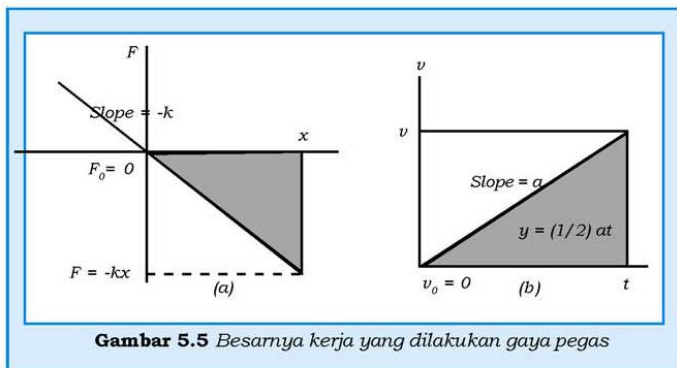 F
Slope = -k
x
F₀ = 0
F = -kx
(a)
v
v
Slope = a
y = (1/2) at
v₀ = 0
(b)
t
Gambar 5.5 Besarnya kerja yang dilakukan gaya pegas